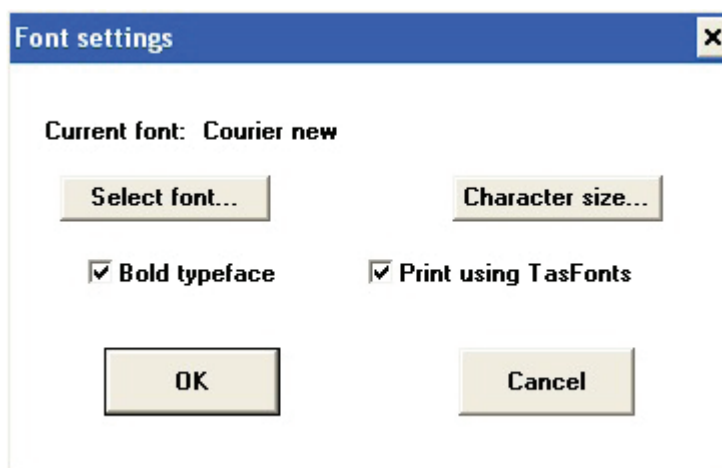 Font settings
Current font: Courier new
Select font... Character size...
Bold typeface Print using TasFonts
OK Cancel